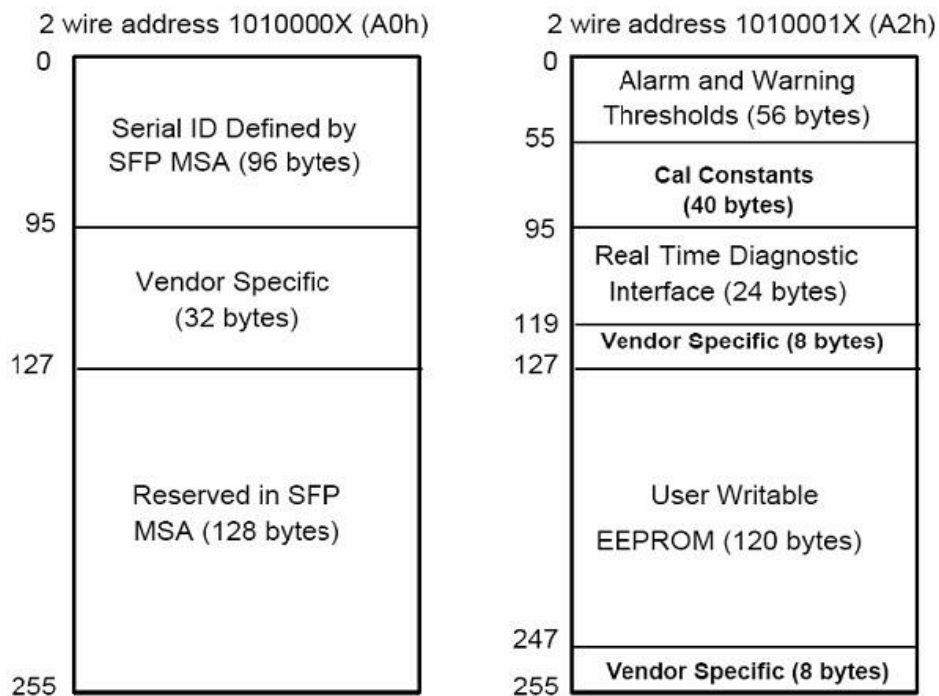 2 wire address 1010000X (A0h)
0
Serial ID Defined by
SFP MSA (96 bytes)
95
Vendor Specific
(32 bytes)
127
Reserved in SFP
MSA (128 bytes)
255
2 wire address 1010001X (A2h)
0
Alarm and Warning
Thresholds (56 bytes)
55
Cal Constants
(40 bytes)
95
Real Time Diagnostic
Interface (24 bytes)
119
Vendor Specific (8 bytes)
127
User Writable
EEPROM (120 bytes)
247
Vendor Specific (8 bytes)
255